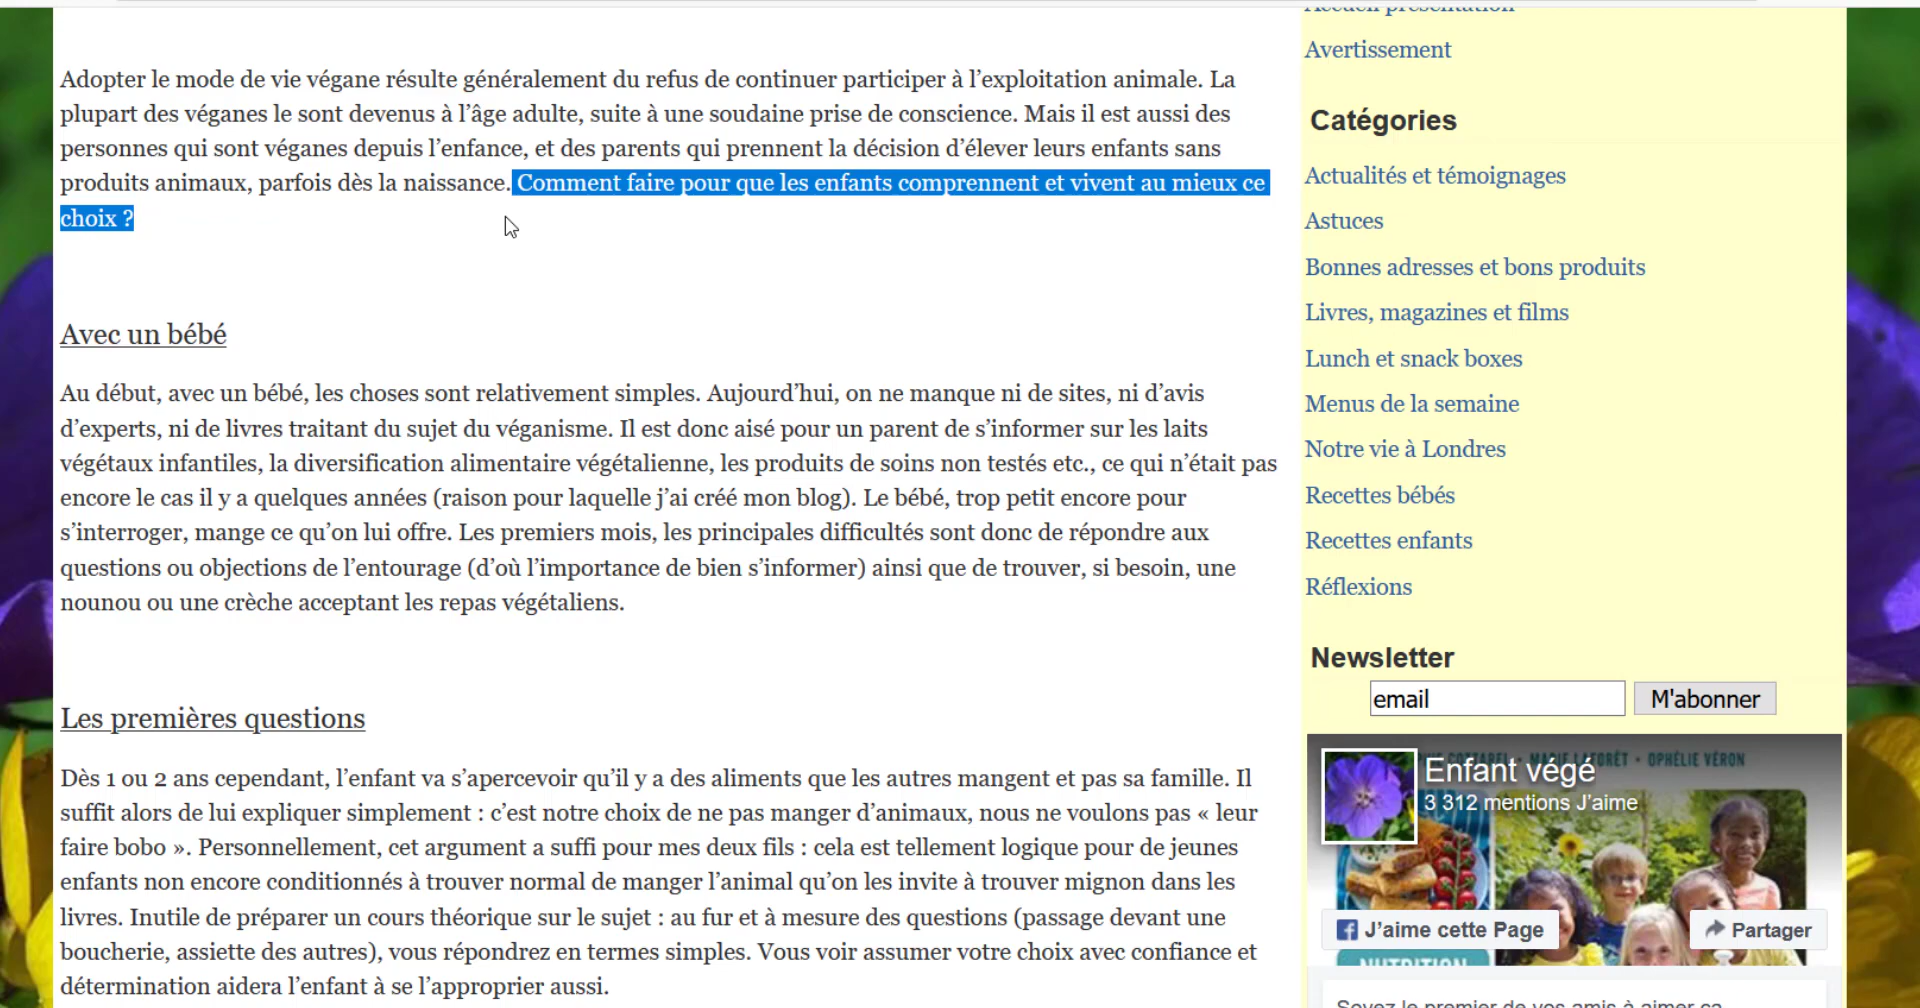 Adopter le mode de vie végane résulte généralement du refus de continuer participer à l’exploitation animale. La
plupart des véganes le sont devenus à l’âge adulte, suite à une soudaine prise de conscience. Mais il est aussi des
personnes qui sont véganes depuis l’enfance, et des parents qui prennent la décision d’élever leurs enfants sans
produits animaux, parfois dès la naissance. Comment faire pour que les enfants comprennent et vivent au mieux ce
choix ?
Avec un bébé
Au début, avec un bébé, les choses sont relativement simples. Aujourd’hui, on ne manque ni de sites, ni d’avis
d’experts, ni de livres traitant du sujet du véganisme. Il est donc aisé pour un parent de s’informer sur les laits
végétaux infantiles, la diversification alimentaire végétalienne, les produits de soins non testés etc., ce qui n’était pas
encore le cas il y a quelques années (raison pour laquelle j’ai créé mon blog). Le bébé, trop petit encore pour
s’interroger, mange ce qu’on lui offre. Les premiers mois, les principales difficultés sont donc de répondre aux
questions ou objections de l’entourage (d’où l’importance de bien s’informer) ainsi que de trouver, si besoin, une
nounou ou une crèche acceptant les repas végétaliens.
Les premières questions
Dès 1 ou 2 ans cependant, l’enfant va s’apercevoir qu’il y a des aliments que les autres mangent et pas sa famille. Il
suffit alors de lui expliquer simplement : c’est notre choix de ne pas manger d’animaux, nous ne voulons pas « leur
faire bobo ». Personnellement, cet argument a suffi pour mes deux fils : cela est tellement logique pour de jeunes
enfants non encore conditionnés à trouver normal de manger l’animal qu’on les invite à trouver mignon dans les
livres. Inutile de préparer un cours théorique sur le sujet : au fur et à mesure des questions (passage devant une
boucherie, assiette des autres), vous répondrez en termes simples. Vous voir assumer votre choix avec confiance et
détermination aidera l’enfant à se l’approprier aussi.
Accueil présentation
Avertissement
Catégories
Actualités et témoignages
Astuces
Bonnes adresses et bons produits
Livres, magazines et films
Lunch et snack boxes
Menus de la semaine
Notre vie à Londres
Recettes bébés
Recettes enfants
Réflexions
Newsletter
email M'abonner
COTTAREL • MARIE LAFORÊT • OPHÉLIE VÉRON
Enfant végé
3 312 mentions J’aime
J’aime cette Page Partager
NUTRITION
Soyez le premier de vos amis à aimer ça